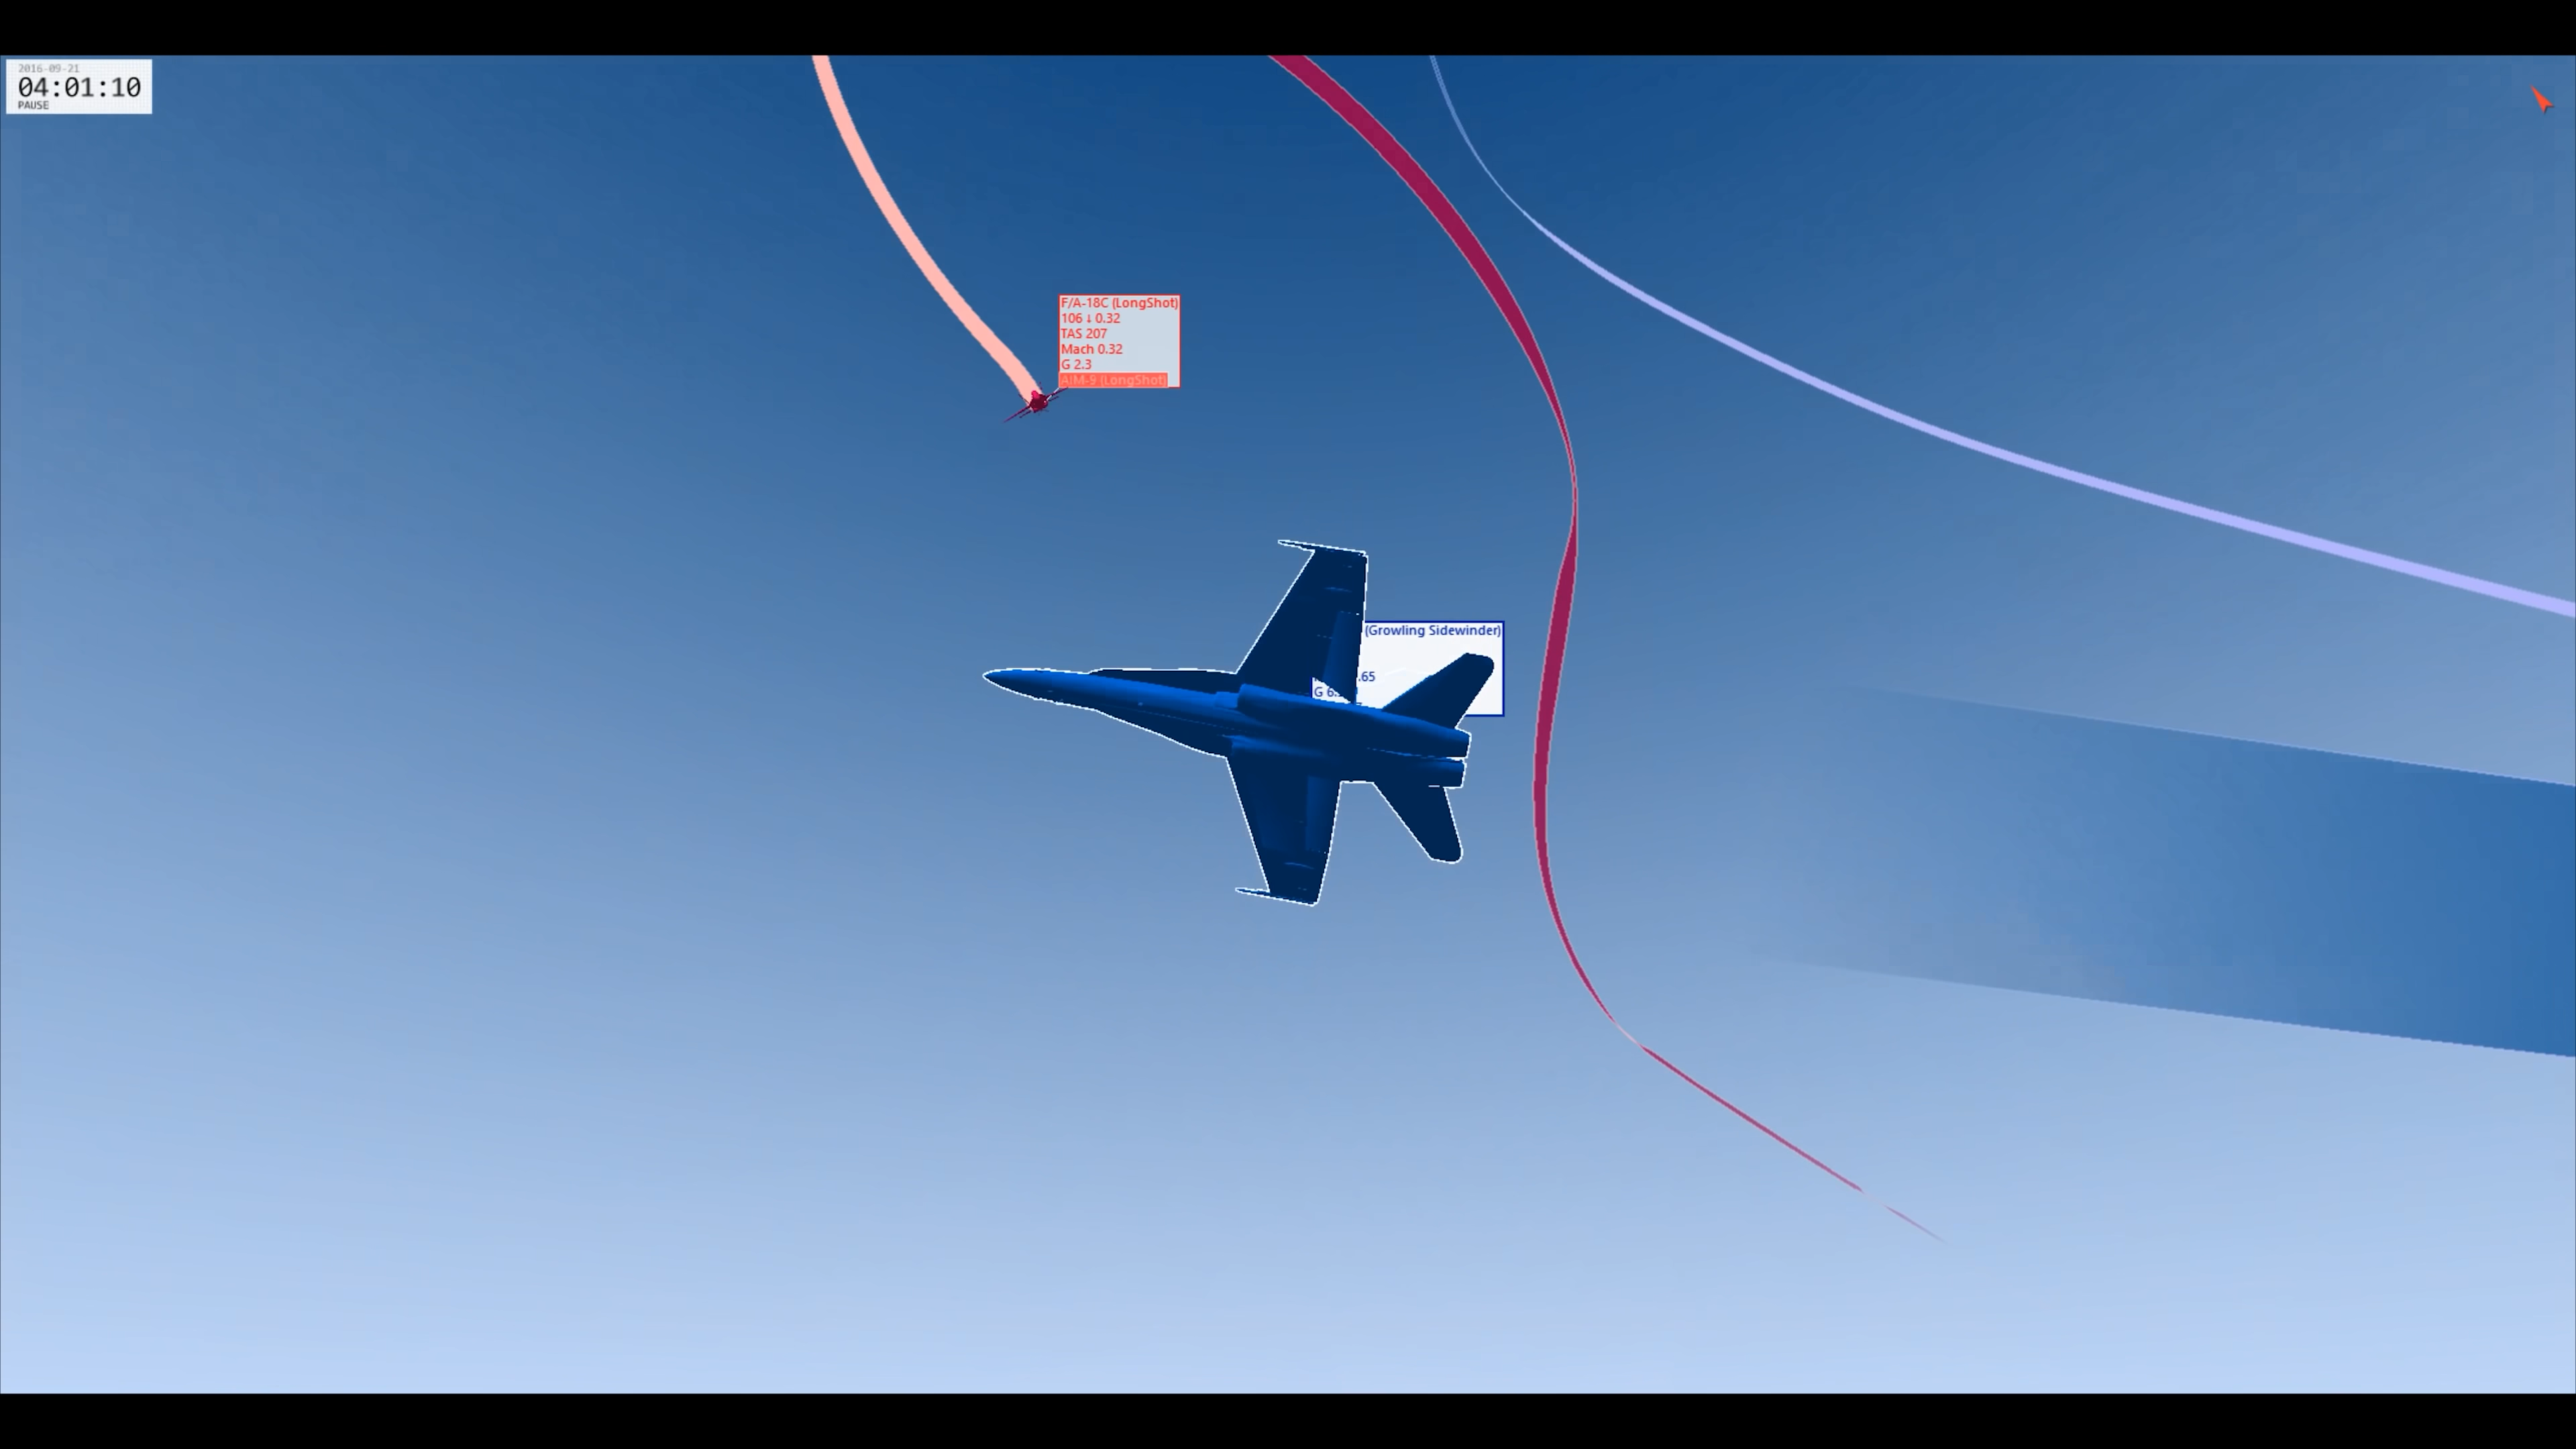 2016-09-21
04:01:10
PAUSE
F/A-18C (LongShot)
106 ↓ 0.32
TAS 207
Mach 0.32
G 2.3
AIM-9 (LongShot)
(Growling Sidewinder)
.65
G 6.